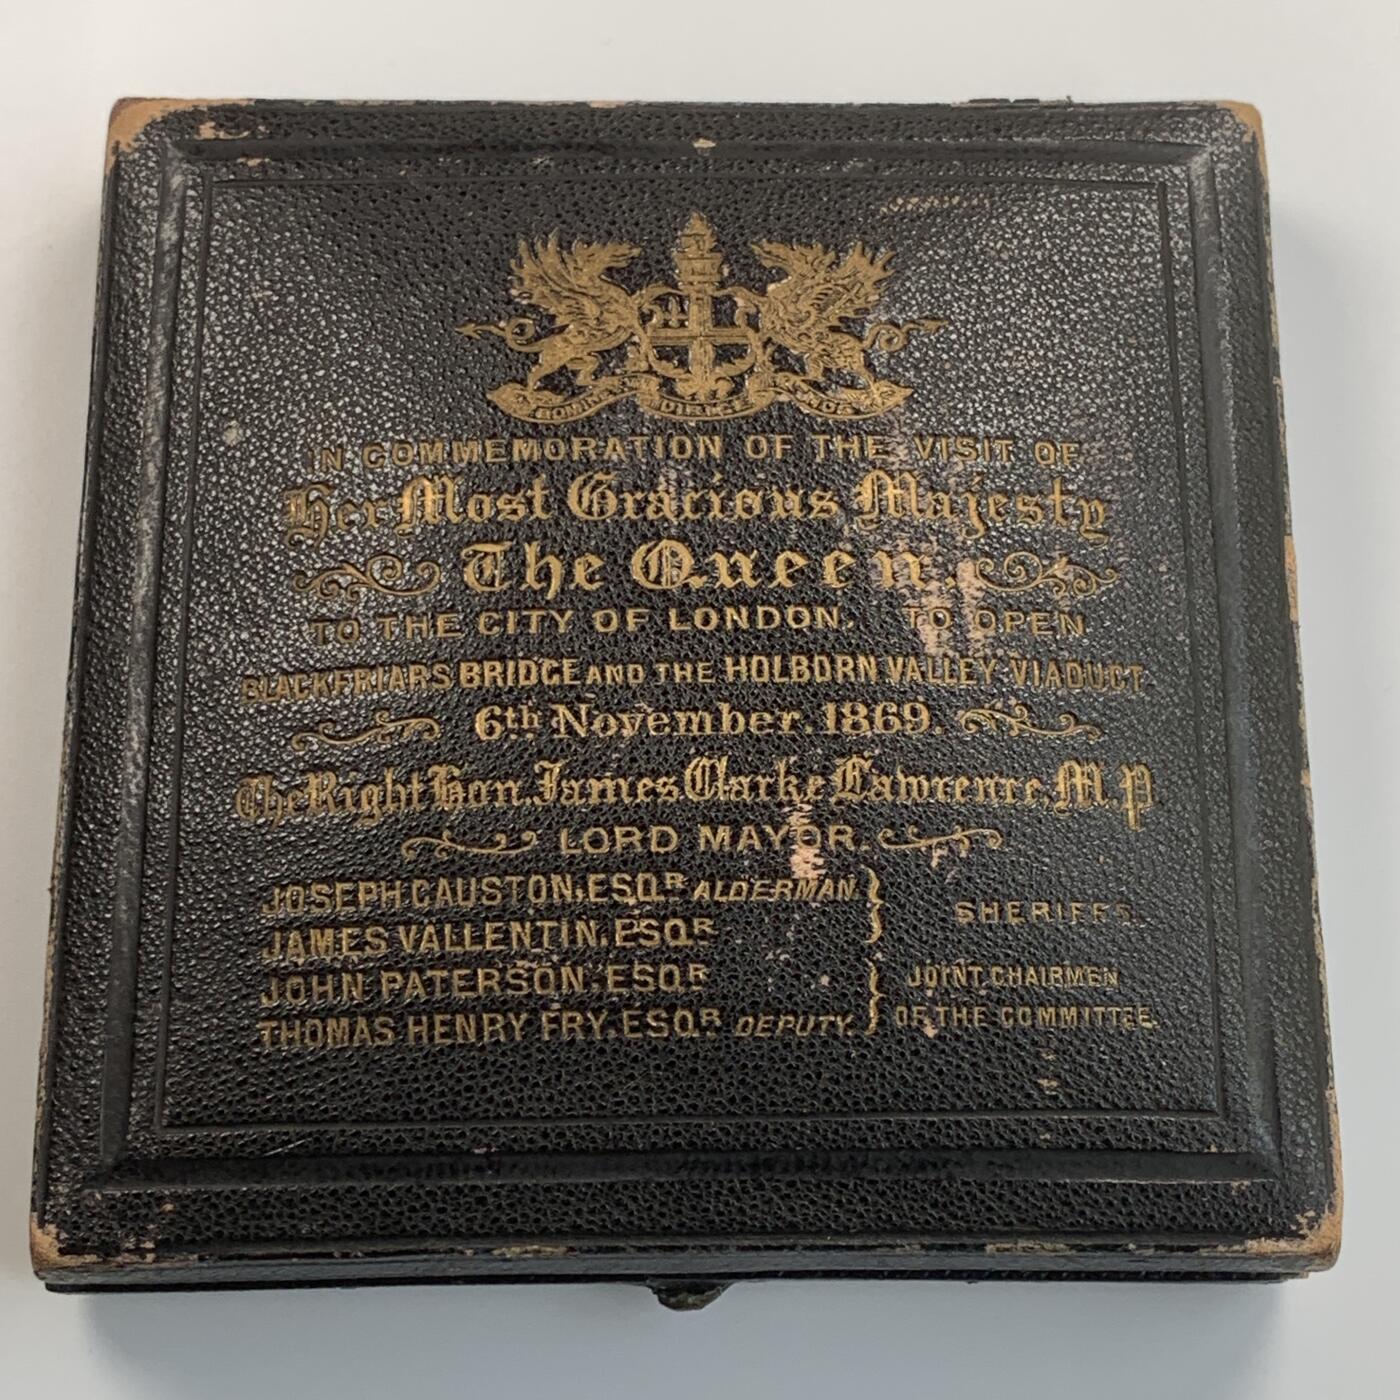 DOMINE DIRIGE NOS
IN COMMEMORATION OF THE VISIT OF
Her Most Gracious Majesty
The Queen.
TO THE CITY OF LONDON. TO OPEN
BLACKFRIARS BRIDGE AND THE HOLBORN VALLEY VIADUCT
6th November. 1869.
The Right Hon. James Clarke Lawrence, M.P
LORD MAYOR.
JOSEPH CAUSTON, ESQR ALDERMAN.
SHERIFFS.
JAMES VALLENTIN, ESQR
JOHN PATERSON, ESQR JOINT CHAIRMEN
THOMAS HENRY FRY, ESQR DEPUTY. OF THE COMMITTEE.